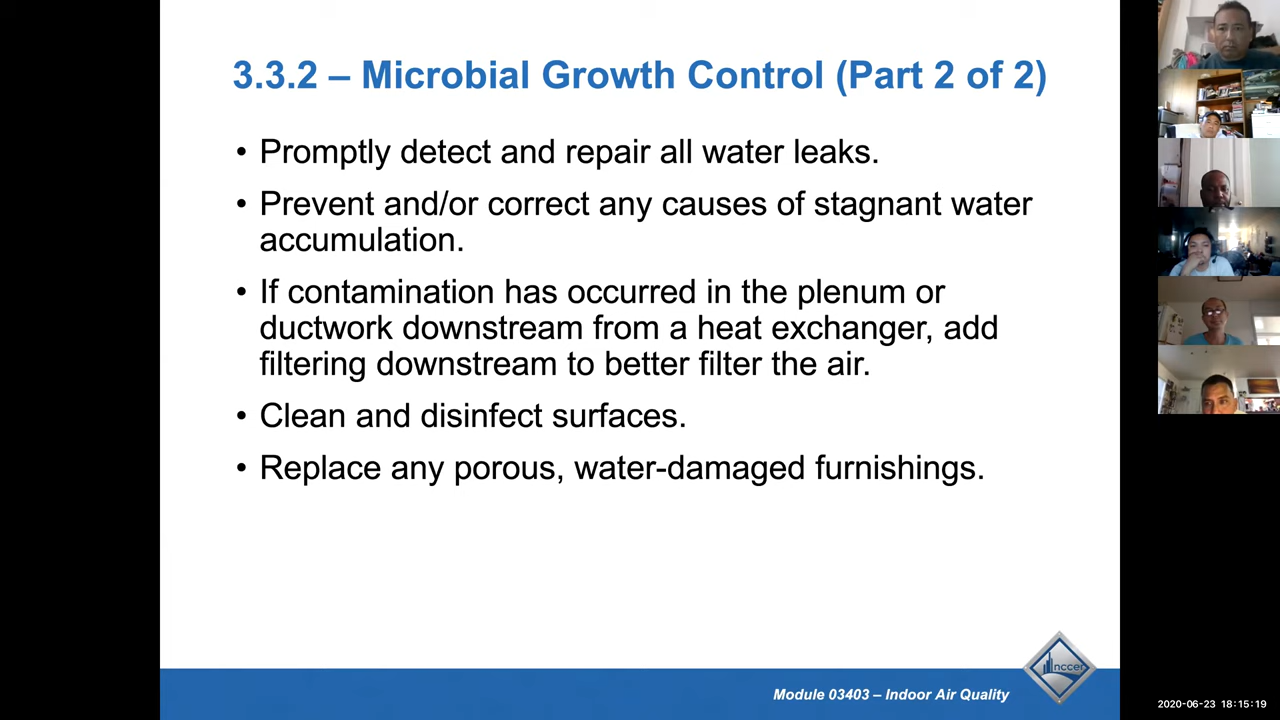 3.3.2 – Microbial Growth Control (Part 2 of 2)
• Promptly detect and repair all water leaks.
• Prevent and/or correct any causes of stagnant water
accumulation.
• If contamination has occurred in the plenum or
ductwork downstream from a heat exchanger, add
filtering downstream to better filter the air.
• Clean and disinfect surfaces.
• Replace any porous, water-damaged furnishings.
nccer
Module 03403 – Indoor Air Quality
2020-06-23 18:15:19